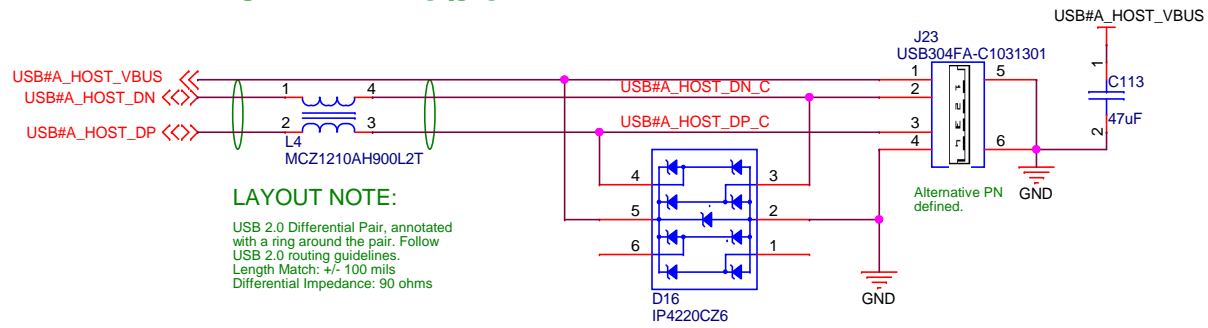 USB#A_HOST_VBUS
J23
USB304FA-C1031301
USB#A_HOST_VBUS
USB#A_HOST_DN
USB#A_HOST_DP
1
4
2
3
L4
MCZ1210AH900L2T
USB#A_HOST_DN_C
USB#A_HOST_DP_C
1
2
3
4
5
6
1
C113
47uF
2
GND
Alternative PN
defined.
4
5
6
3
2
1
D16
IP4220CZ6
GND
LAYOUT NOTE:
USB 2.0 Differential Pair, annotated
with a ring around the pair. Follow
USB 2.0 routing guidelines.
Length Match: +/- 100 mils
Differential Impedance: 90 ohms